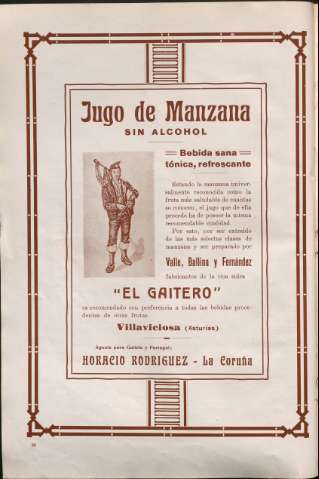 Jugo de Manzana
SIN ALCOHOL
Bebida sana
tónica, refrescante
Estando la manzana univer-
salmente reconocida como la
fruta más saludable de cuantas
se conocen, el jugo que de ella
procede ha de poseer la misma
recomendable cualidad.
Por esto, por ser extraido
de las más selectas clases de
manzana y ser preparado por
Valle, Ballina y Fernández
fabricantes de la rica sidra
"EL GAITERO"
es recomendado con preferencia a todas las bebidas proce-
dentes de otras frutas.
Villaviciosa (Asturias)
Agente para Galicia y Portugal:
HORACIO RODRIGUEZ - La Coruña